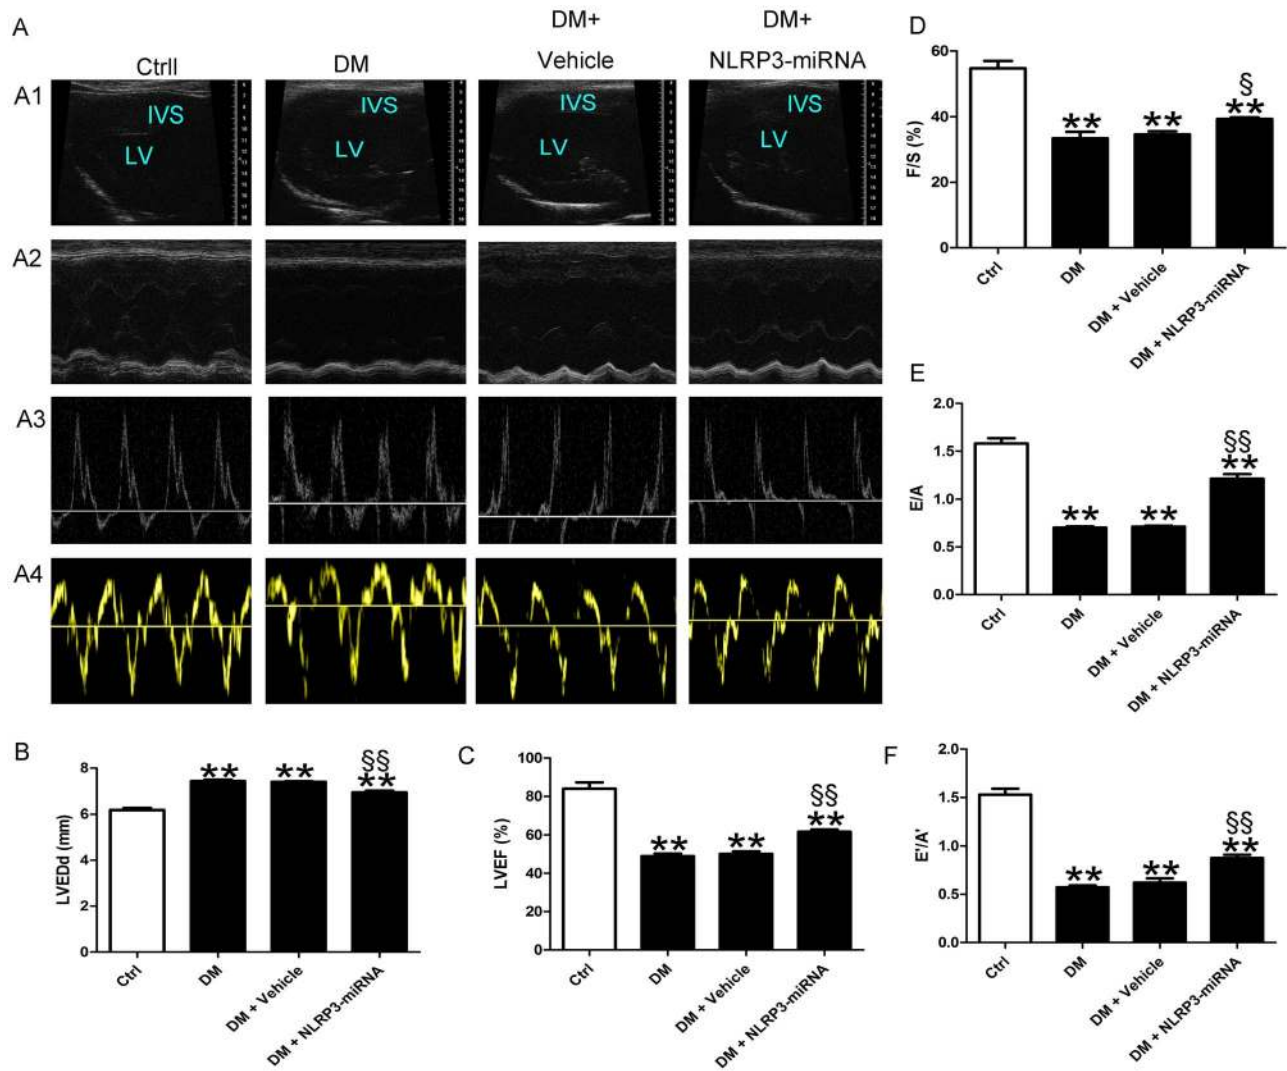 A
Ctrll
DM
DM+
Vehicle
DM+
NLRP3-miRNA
A1
IVS
LV
IVS
LV
IVS
LV
IVS
LV
A2
A3
A4
B
LVEDd (mm)
8
6
4
2
0
**
**
§§
**
Ctrl
DM
DM + Vehicle
DM + NLRP3-miRNA
C
LVEF (%)
100
80
60
40
20
0
**
**
§§
**
Ctrl
DM
DM + Vehicle
DM + NLRP3-miRNA
D
F/S (%)
60
40
20
0
**
**
§
**
Ctrl
DM
DM + Vehicle
DM + NLRP3-miRNA
E
E/A
2.0
1.5
1.0
0.5
0.0
**
**
§§
**
Ctrl
DM
DM + Vehicle
DM + NLRP3-miRNA
F
E'/A'
2.0
1.5
1.0
0.5
0.0
**
**
§§
**
Ctrl
DM
DM + Vehicle
DM + NLRP3-miRNA